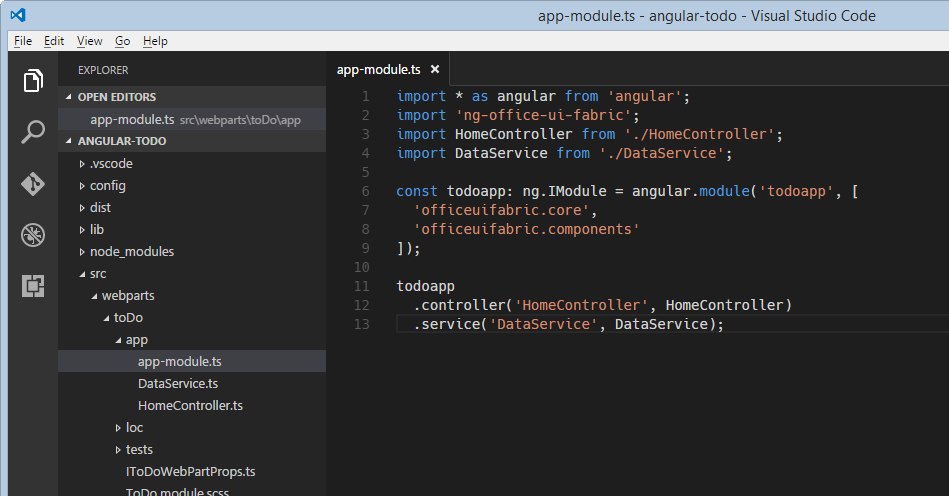 app-module.ts - angular-todo - Visual Studio Code
File Edit View Go Help
EXPLORER
OPEN EDITORS
app-module.ts src\webparts\toDo\app
ANGULAR-TODO
.vscode
config
dist
lib
node_modules
src
webparts
toDo
app
app-module.ts
DataService.ts
HomeController.ts
loc
tests
IToDoWebPartProps.ts
ToDo.module.scss
app-module.ts ×
1 import * as angular from 'angular';
2 import 'ng-office-ui-fabric';
3 import HomeController from './HomeController';
4 import DataService from './DataService';
5
6 const todoapp: ng.IModule = angular.module('todoapp', [
7 'officeuifabric.core',
8 'officeuifabric.components'
9 ]);
10
11 todoapp
12 .controller('HomeController', HomeController)
13 .service('DataService', DataService);